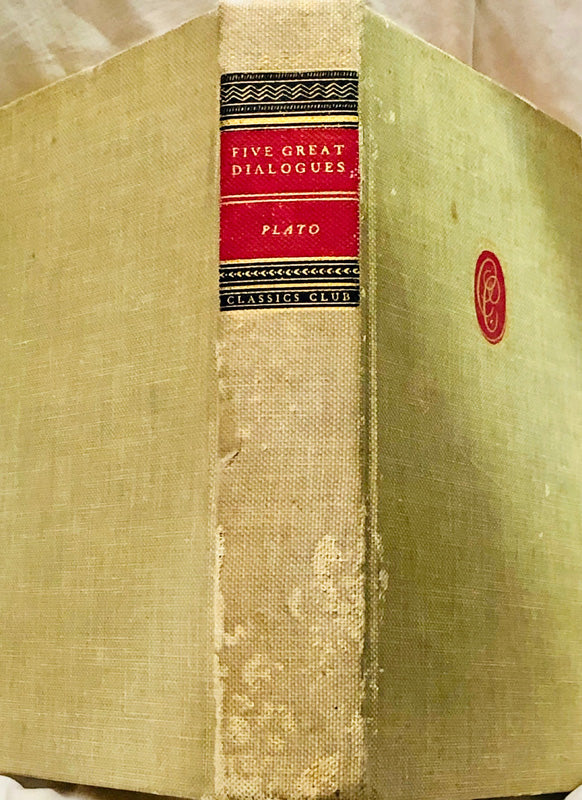 FIVE GREAT
DIALOGUES
PLATO
CLASSICS CLUB